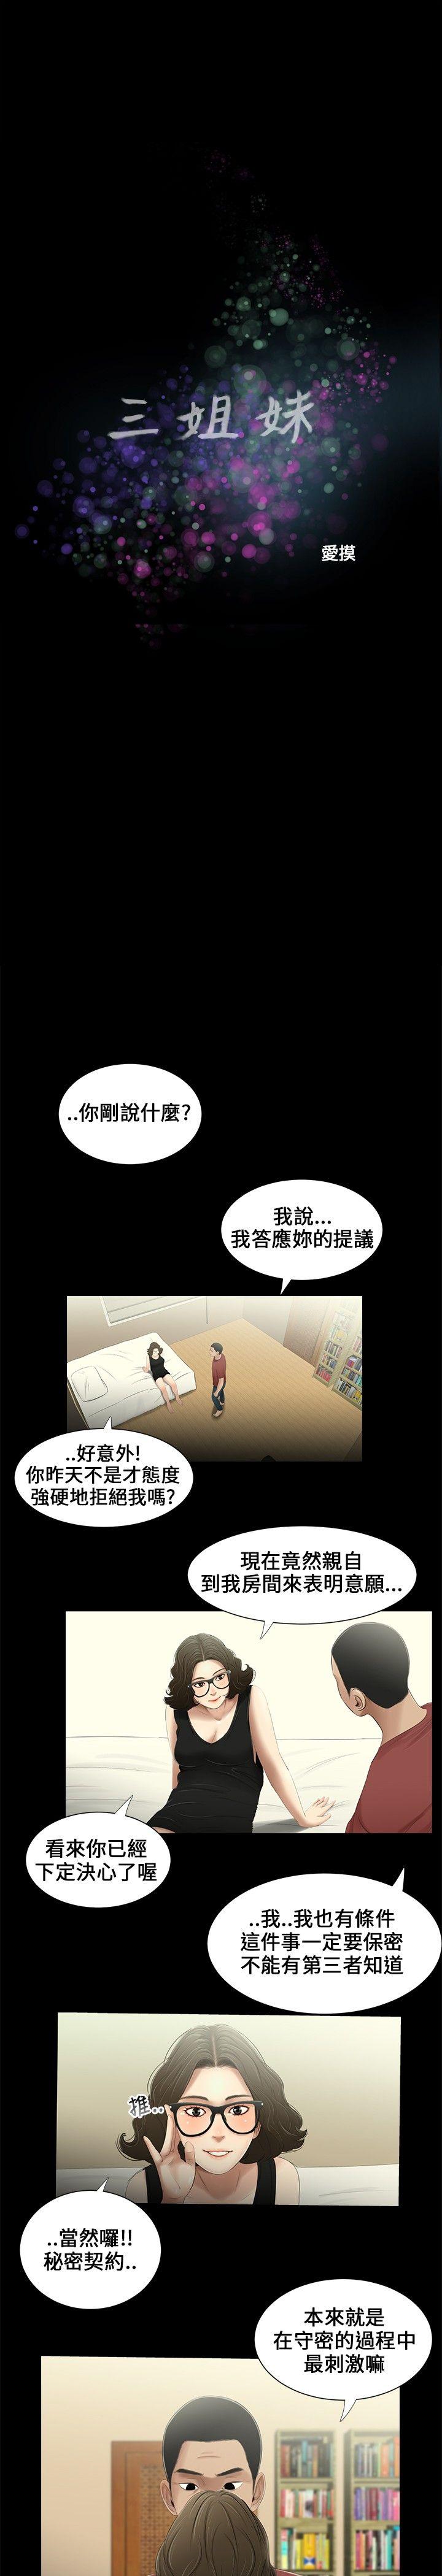 三姐妹
愛摸
..你剛說什麼?
我說...
我答應妳的提議
..好意外!
你昨天不是才態度
強硬地拒絕我嗎?
現在竟然親自
到我房間來表明意願...
看來你已經
下定決心了喔
..我..我也有條件
這件事一定要保密
不能有第三者知道
推..
..當然囉!!
秘密契約..
本來就是
在守密的過程中
最刺激嘛